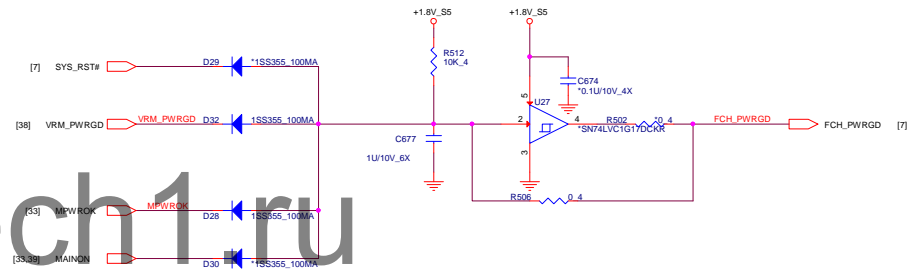 +1.8V_S5
+1.8V_S5
R512
10K_4
[7] SYS_RST#
D29
*1SS355_100MA
C674
*0.1U/10V_4X
5
U27
[38] VRM_PWRGD
VRM_PWRGD
D32
1SS355_100MA
2
4
R502
*0_4
FCH_PWRGD
FCH_PWRGD
[7]
*SN74LVC1G17DCKR
C677
1U/10V_6X
3
[33] MPWROK
MPWROK
D28
1SS355_100MA
R506
0_4
ch1.ru
[33,39] MAINON
D30
*1SS355_100MA